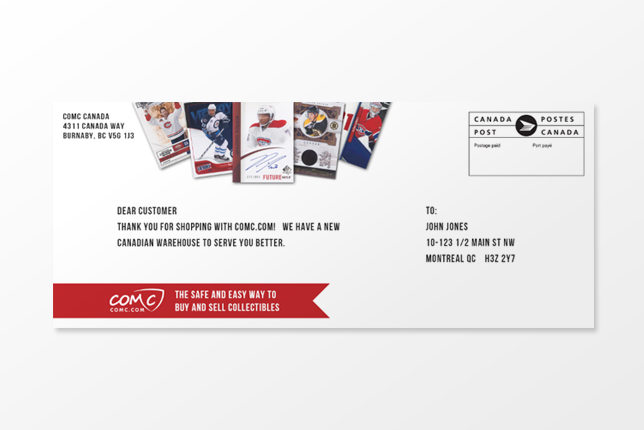 COMC CANADA
4311 CANADA WAY
BURNABY, BC V5G 1J3
CANADA POSTES
POST CANADA
Postage paid Port payé
FUTURE
DEAR CUSTOMER
THANK YOU FOR SHOPPING WITH COMC.COM! WE HAVE A NEW
CANADIAN WAREHOUSE TO SERVE YOU BETTER.
TO:
JOHN JONES
10-123 1/2 MAIN ST NW
MONTREAL QC H3Z 2Y7
COMC
COMC.COM
THE SAFE AND EASY WAY TO
BUY AND SELL COLLECTIBLES